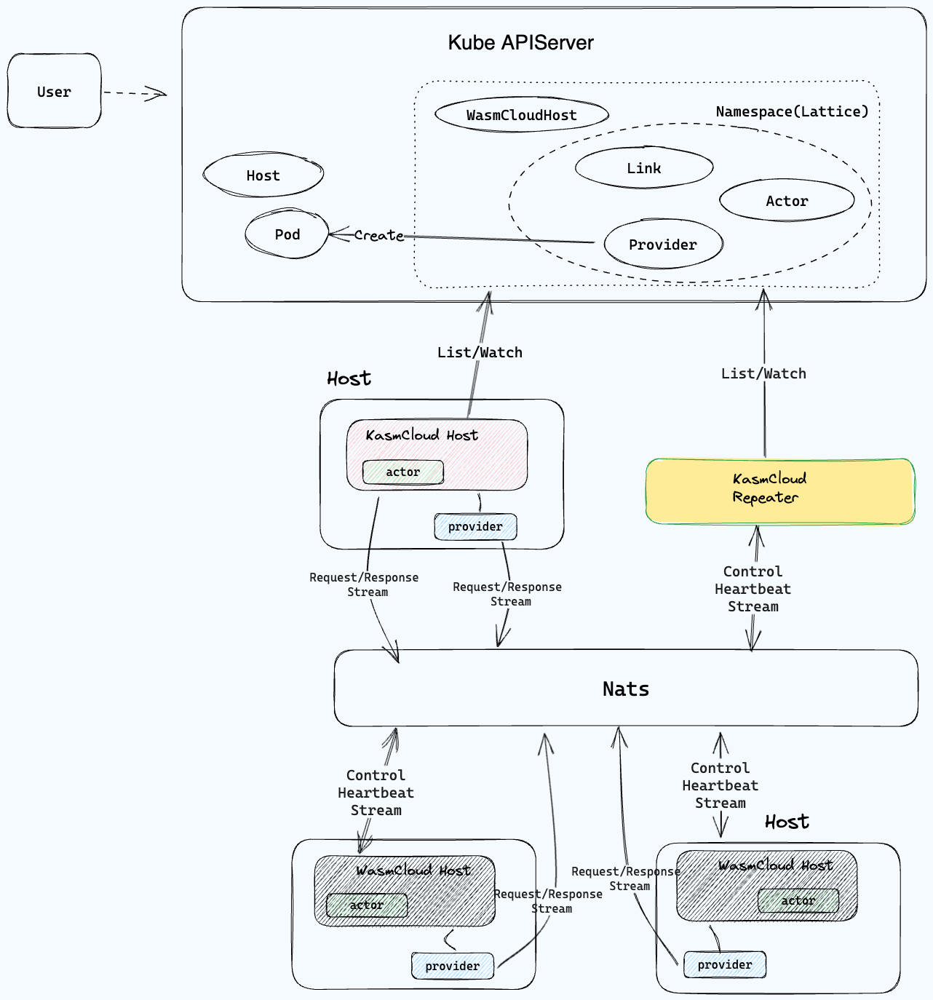 Kube APIServer
User
WasmCloudHost
Namespace(Lattice)
Link
Host
Actor
Pod
Create
Provider
List/Watch
List/Watch
Host
KasmCloud Host
actor
provider
KasmCloud
Repeater
Request/Response
Stream
Request/Response
Stream
Control
Heartbeat
Stream
Nats
Control
Heartbeat
Stream
Control
Heartbeat
Stream
Host
WasmCloud Host
actor
provider
Request/Response
Stream
Request/Response
Stream
WasmCloud Host
actor
provider